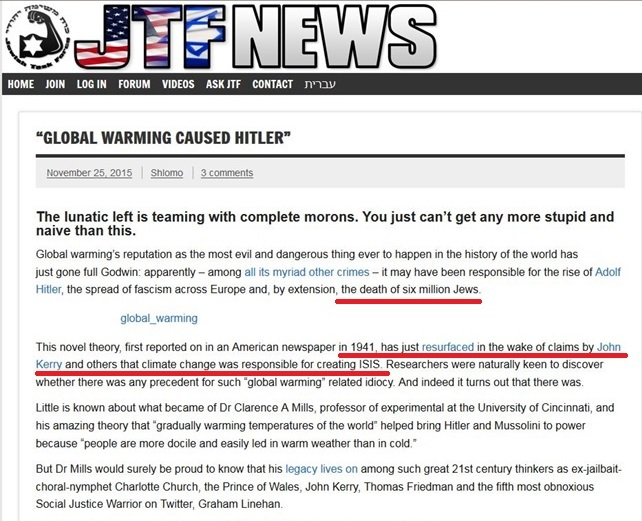 JTF NEWS
Jewish Task Force
HOME JOIN LOG IN FORUM VIDEOS ASK JTF CONTACT עברית
“GLOBAL WARMING CAUSED HITLER”
November 25, 2015 Shlomo 3 comments
The lunatic left is teaming with complete morons. You just can’t get any more stupid and
naive than this.
Global warming’s reputation as the most evil and dangerous thing ever to happen in the history of the world has
just gone full Godwin: apparently – among all its myriad other crimes – it may have been responsible for the rise of Adolf
Hitler, the spread of fascism across Europe and, by extension, the death of six million Jews.
global_warming
This novel theory, first reported on in an American newspaper in 1941, has just resurfaced in the wake of claims by John
Kerry and others that climate change was responsible for creating ISIS. Researchers were naturally keen to discover
whether there was any precedent for such “global warming” related idiocy. And indeed it turns out that there was.
Little is known about what became of Dr Clarence A Mills, professor of experimental at the University of Cincinnati, and
his amazing theory that “gradually warming temperatures of the world” helped bring Hitler and Mussolini to power
because “people are more docile and easily led in warm weather than in cold.”
But Dr Mills would surely be proud to know that his legacy lives on among such great 21st century thinkers as ex-jailbait-
choral-nymphet Charlotte Church, the Prince of Wales, John Kerry, Thomas Friedman and the fifth most obnoxious
Social Justice Warrior on Twitter, Graham Linehan.